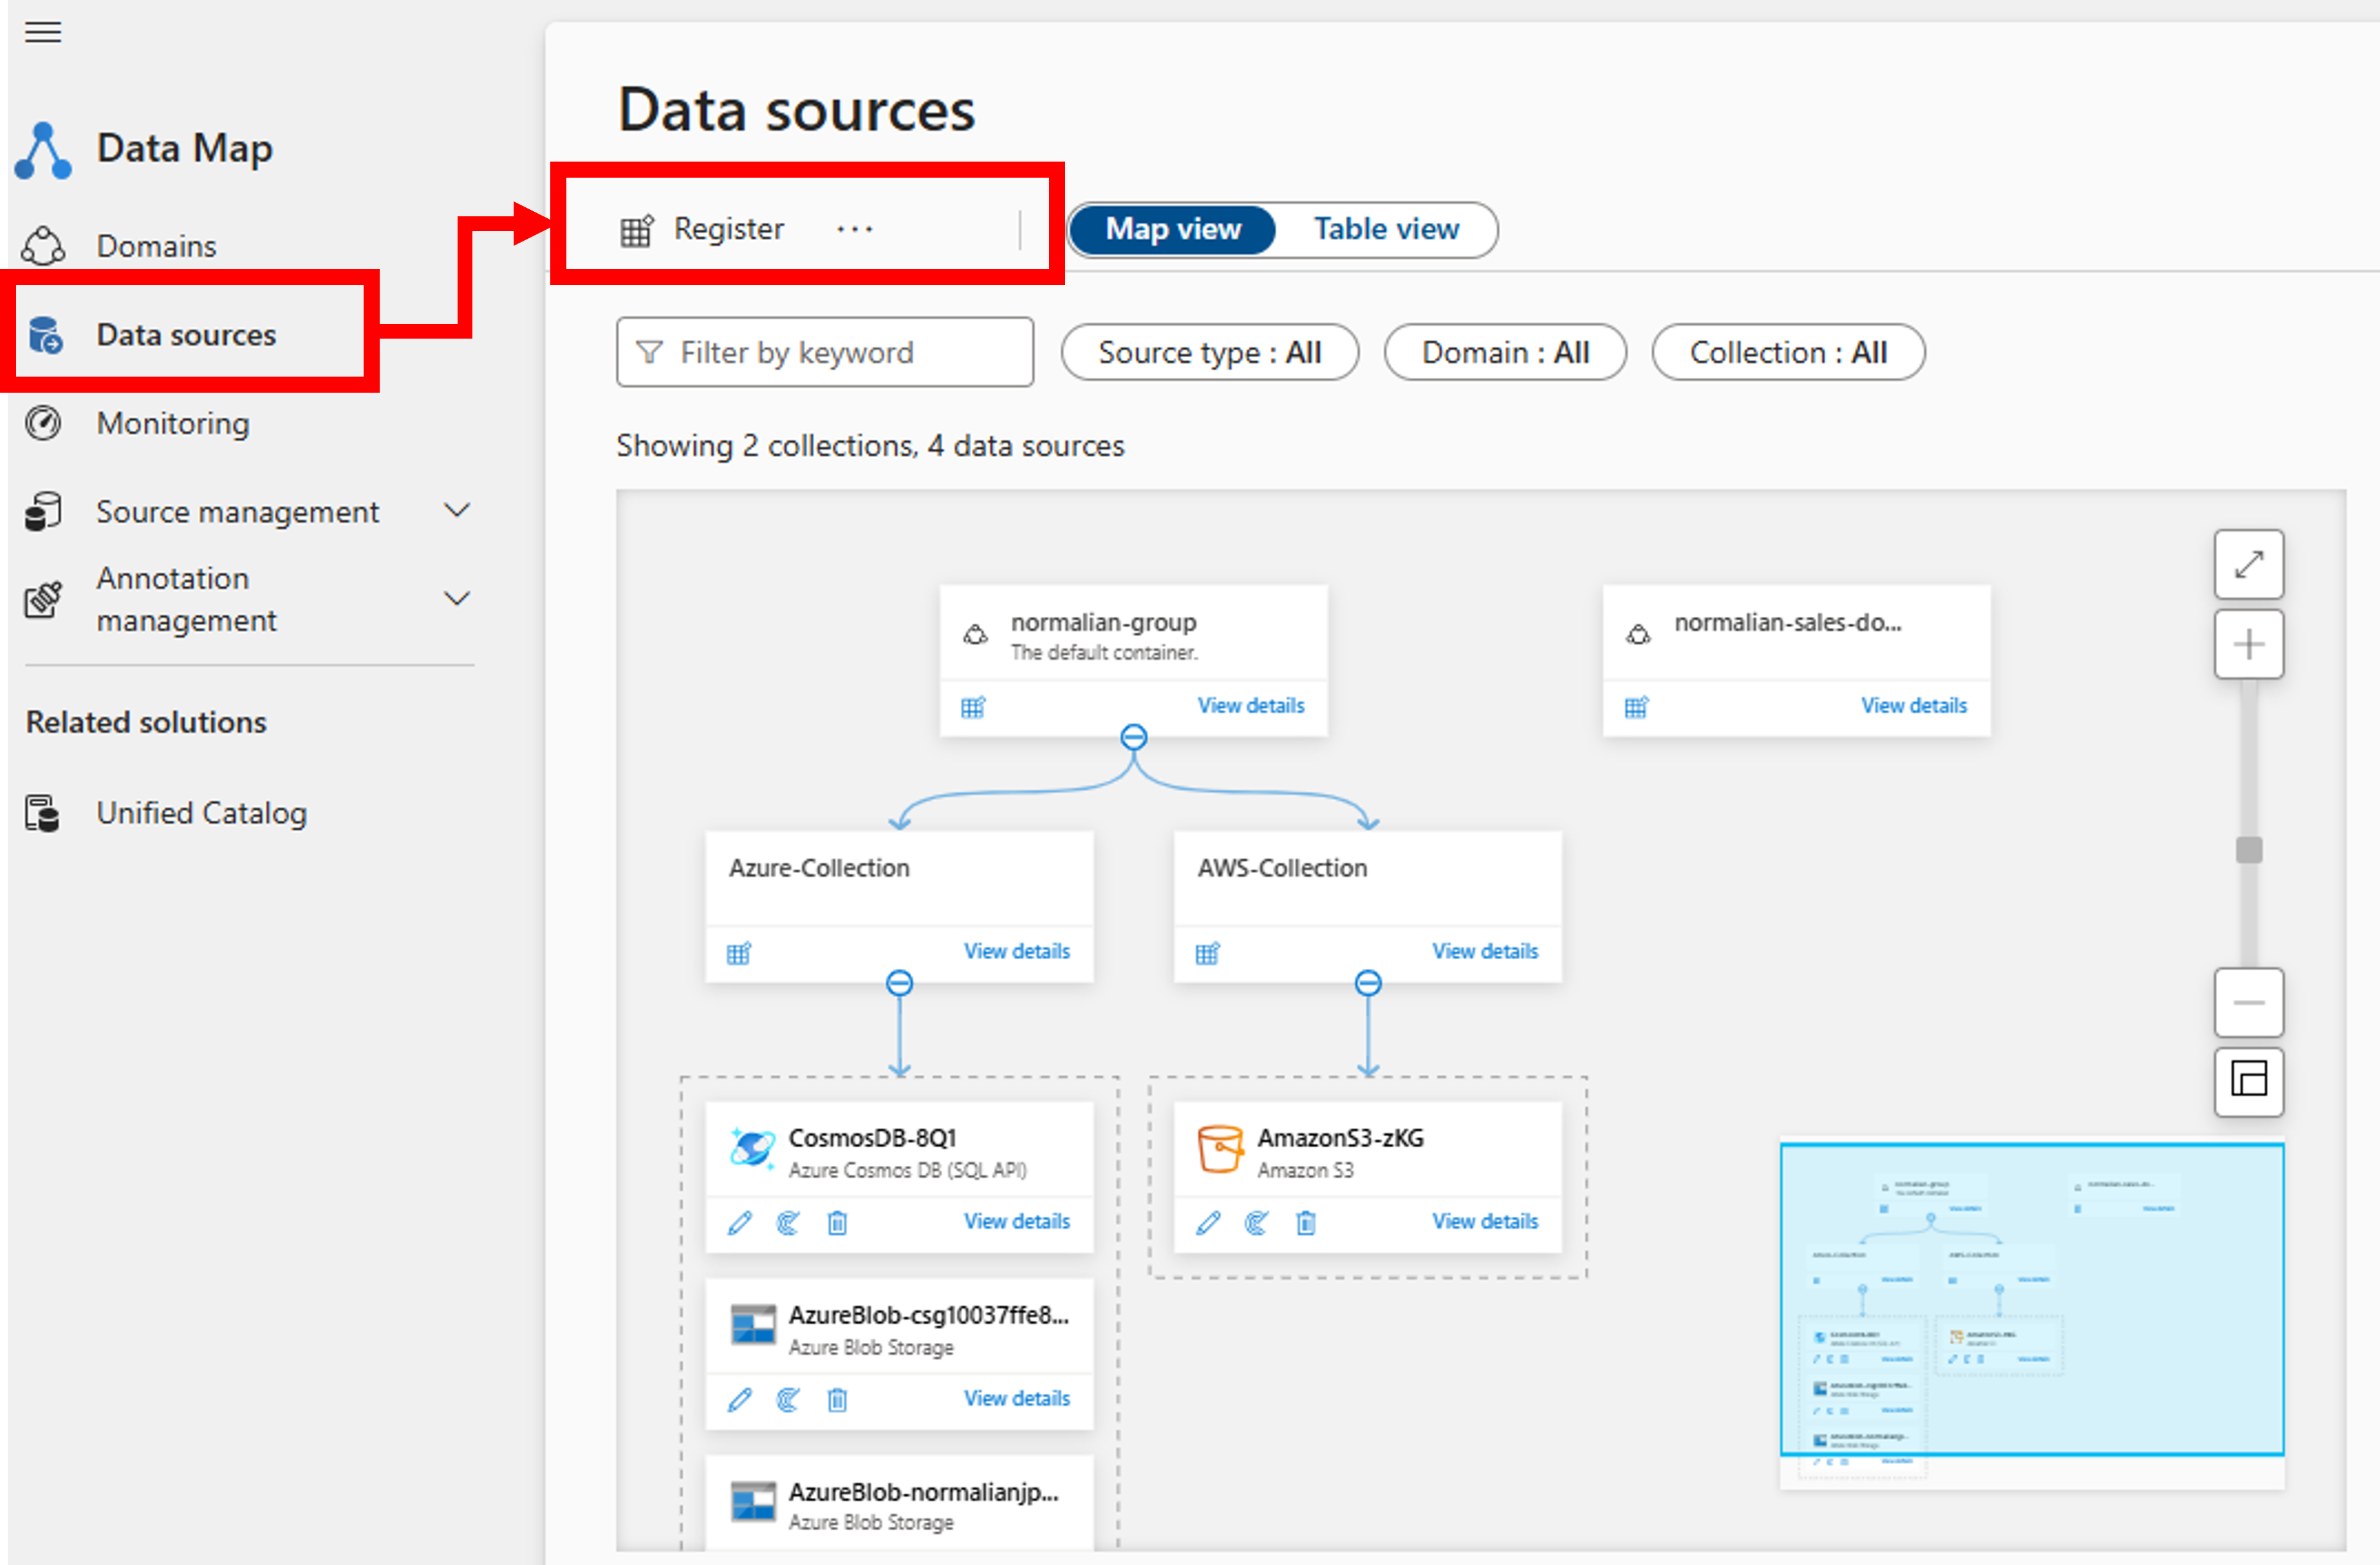 Data Map
Domains
Data sources
Monitoring
Source management
Annotation
management
Related solutions
Unified Catalog
Data sources
Register ...
Map view Table view
Filter by keyword Source type : All Domain : All Collection : All
Showing 2 collections, 4 data sources
normalian-group
The default container.
View details
normalian-sales-do...
View details
Azure-Collection
View details
AWS-Collection
View details
CosmosDB-8Q1
Azure Cosmos DB (SQL API)
View details
AmazonS3-zKG
Amazon S3
View details
AzureBlob-csg10037ffe8...
Azure Blob Storage
View details
AzureBlob-normalianjp...
Azure Blob Storage